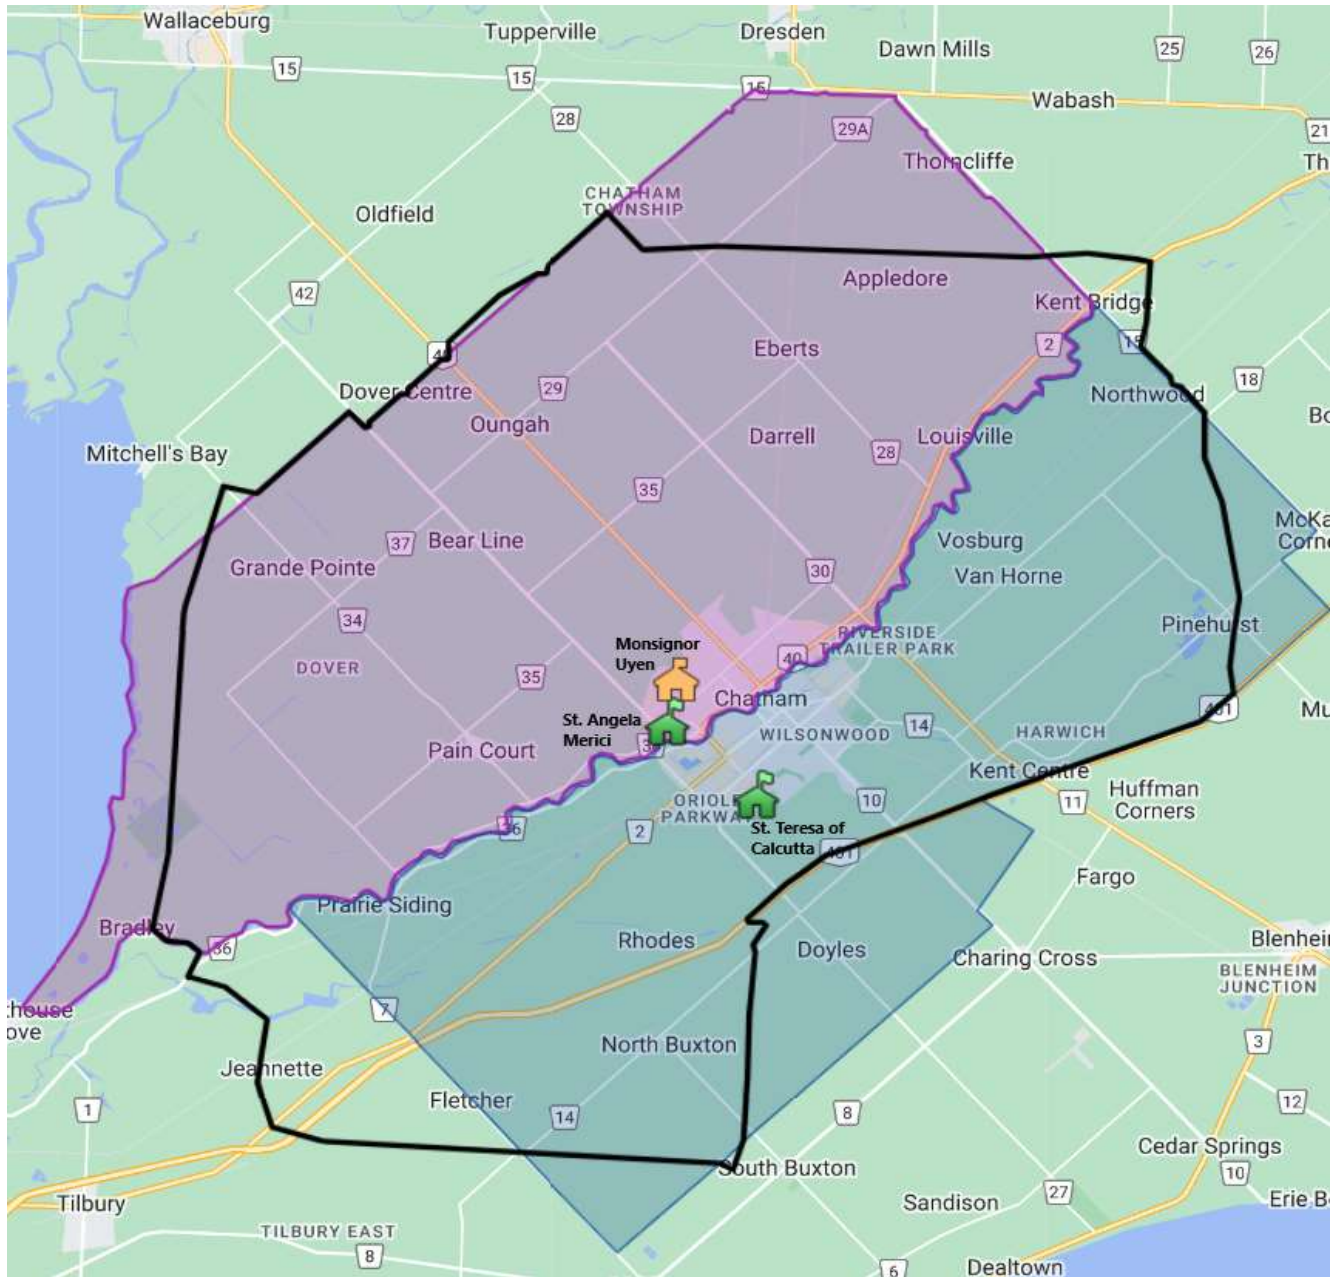 Wallaceburg
Tupperville
Dresden
Dawn Mills
25
26
15
15
15
Wabash
28
29A
21
Thorncliffe
Th
CHATHAM
TOWNSHIP
Oldfield
42
Appledore
Kent Bridge
2
15
Eberts
Dover Centre
29
18
Northwood
Oungah
Darrell
Louisville
28
Mitchell's Bay
35
Bear Line
37
Grande Pointe
Vosburg
30
Van Horne
34
Pinehurst
RIVERSIDE
TRAILER PARK
Monsignor
Uyen
40
DOVER
35
Chatham
401
Mu
St. Angela
Merici
WILSONWOOD
14
HARWICH
Pain Court
Kent Centre
Huffman
Corners
11
ORIOLE
PARKWAY
10
36
2
St. Teresa of
Calcutta
401
Fargo
Prairie Siding
Bradley
36
Rhodes
Doyles
Charing Cross
Blenheim
BLENHEIM
JUNCTION
7
thouse
ove
North Buxton
3
Jeannette
Fletcher
14
1
8
12
South Buxton
Cedar Springs
10
Tilbury
Sandison
27
Erie B
TILBURY EAST
8
6
Dealtown